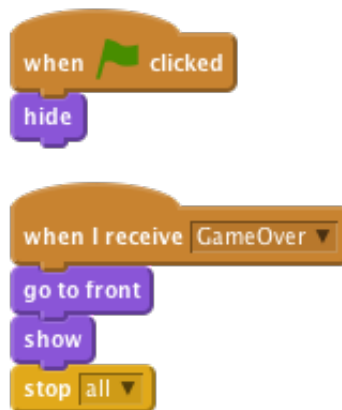 when clicked
hide
when I receive GameOver
go to front
show
stop all